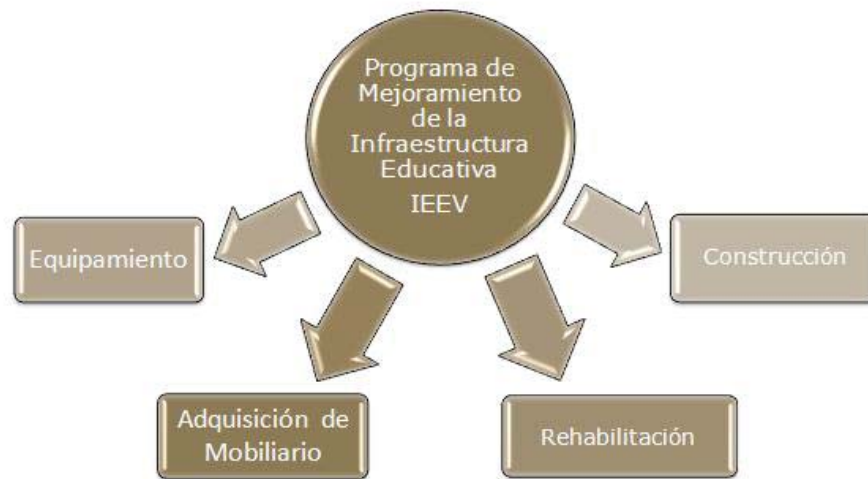 Programa de
Mejoramiento
de la
Infraestructura
Educativa
IEEV
Equipamiento
Construcción
Adquisición de
Mobiliario
Rehabilitación